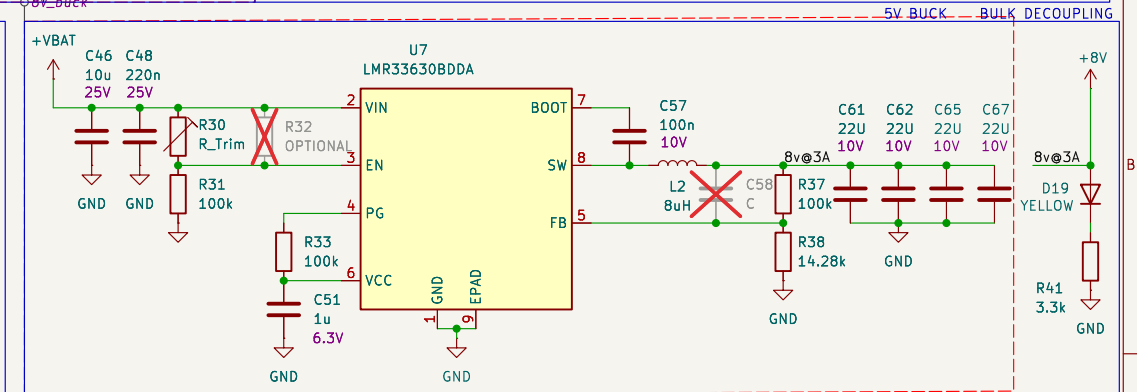 8V_BUCK
5V BUCK
BULK DECOUPLING
+VBAT
C46
10u
25V
C48
220n
25V
R30
R_Trim
R32
OPTIONAL
R31
100k
GND
GND
U7
LMR33630BDDA
2
VIN
3
EN
4
PG
6
VCC
BOOT
7
SW
8
FB
5
GND
1
EPAD
9
R33
100k
C51
1u
6.3V
GND
GND
C57
100n
10V
L2
8uH
C58
C
8v@3A
R37
100k
R38
14.28k
GND
C61
22U
10V
C62
22U
10V
C65
22U
10V
C67
22U
10V
GND
+8V
8v@3A
D19
YELLOW
R41
3.3k
GND
B